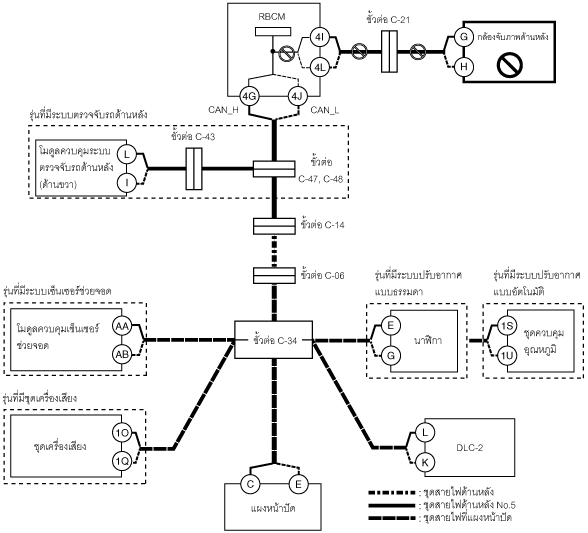 RBCM
4I
4L
ขั้วต่อ C-21
G
H
กล้องจับภาพด้านหลัง
4G
4J
CAN_H
CAN_L
รุ่นที่มีระบบตรวจจับรถด้านหลัง
ขั้วต่อ C-43
โมดูลควบคุมระบบ
ตรวจจับรถด้านหลัง
(ด้านขวา)
L
I
ขั้วต่อ
C-47, C-48
ขั้วต่อ C-14
ขั้วต่อ C-06
รุ่นที่มีระบบเซ็นเซอร์ช่วยจอด
โมดูลควบคุมเซ็นเซอร์
ช่วยจอด
AA
AB
ขั้วต่อ C-34
รุ่นที่มีระบบปรับอากาศ
แบบธรรมดา
E
G
นาฬิกา
รุ่นที่มีระบบปรับอากาศ
แบบอัตโนมัติ
1S
1U
ชุดควบคุม
อุณหภูมิ
รุ่นที่มีชุดเครื่องเสียง
ชุดเครื่องเสียง
1O
1Q
L
K
DLC-2
C
E
แผงหน้าปัด
: ชุดสายไฟด้านหลัง
: ชุดสายไฟด้านหลัง No.5
: ชุดสายไฟที่แผงหน้าปัด